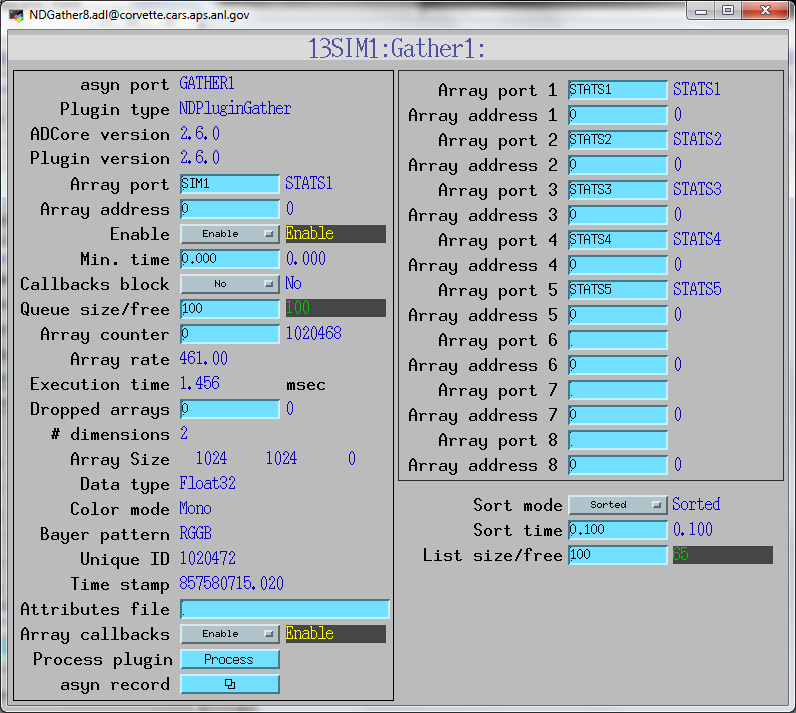 NDGather8.adl@corvette.cars.aps.anl.gov
13SIM1:Gather1:
asyn port GATHER1
Plugin type NDPluginGather
ADCore version 2.6.0
Plugin version 2.6.0
Array port SIM1 STATS1
Array address 0 0
Enable Enable Enable
Min. time 0.000 0.000
Callbacks block No No
Queue size/free 100 100
Array counter 0 1020468
Array rate 461.00
Execution time 1.456 msec
Dropped arrays 0 0
# dimensions 2
Array Size 1024 1024 0
Data type Float32
Color mode Mono
Bayer pattern RGGB
Unique ID 1020472
Time stamp 857580715.020
Attributes file
Array callbacks Enable Enable
Process plugin Process
asyn record
Array port 1 STATS1 STATS1
Array address 1 0 0
Array port 2 STATS2 STATS2
Array address 2 0 0
Array port 3 STATS3 STATS3
Array address 3 0 0
Array port 4 STATS4 STATS4
Array address 4 0 0
Array port 5 STATS5 STATS5
Array address 5 0 0
Array port 6
Array address 6 0 0
Array port 7
Array address 7 0 0
Array port 8
Array address 8 0 0
Sort mode Sorted Sorted
Sort time 0.100 0.100
List size/free 100 65